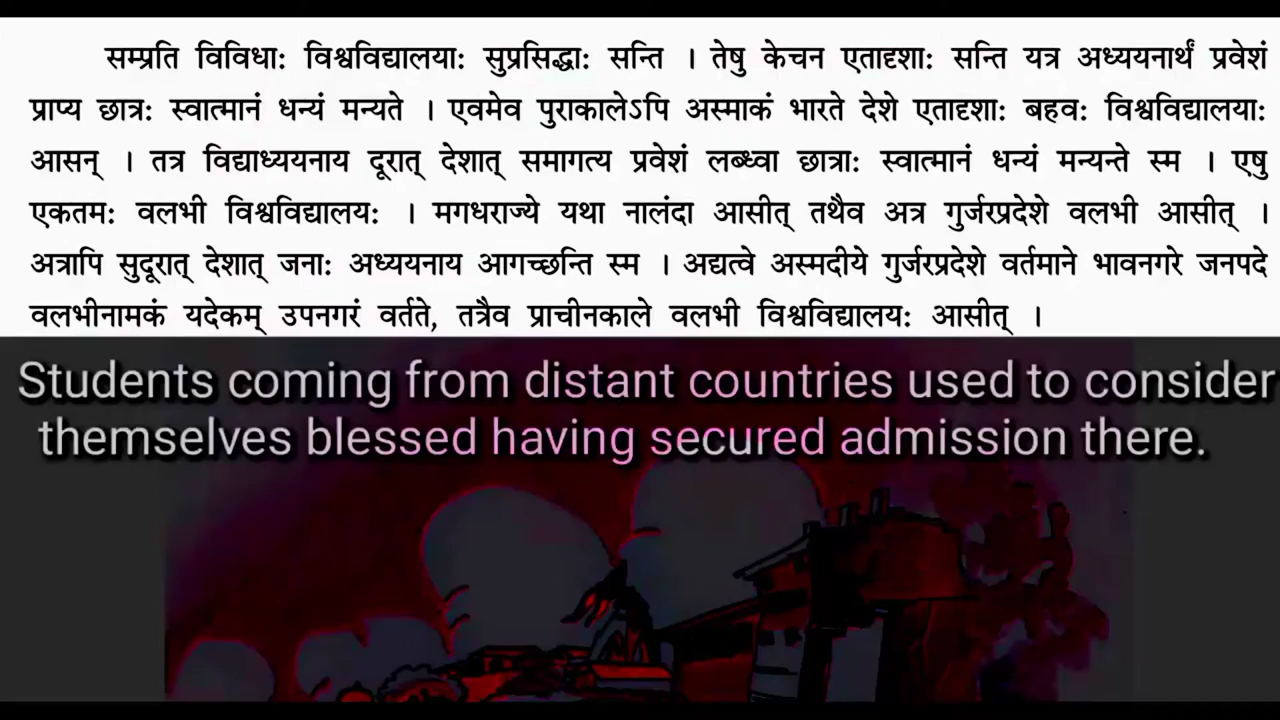 सम्प्रति विविधाः विश्वविद्यालयाः सुप्रसिद्धाः सन्ति । तेषु केचन एतादृशाः सन्ति यत्र अध्ययनार्थं प्रवेशं
प्राप्य छात्रः स्वात्मानं धन्यं मन्यते । एवमेव पुराकालेऽपि अस्माकं भारते देशे एतादृशाः बहवः विश्वविद्यालयाः
आसन् । तत्र विद्याध्ययनाय दूरात् देशात् समागत्य प्रवेशं लब्ध्वा छात्राः स्वात्मानं धन्यं मन्यन्ते स्म । एषु
एकतमः वलभी विश्वविद्यालयः । मगधराज्ये यथा नालंदा आसीत् तथैव अत्र गुर्जरप्रदेशे वलभी आसीत् ।
अत्रापि सुदूरात् देशात् जनाः अध्ययनाय आगच्छन्ति स्म । अद्यत्वे अस्मदीये गुर्जरप्रदेशे वर्तमाने भावनगरे जनपदे
वलभीनामकं यदेकम् उपनगरं वर्तते, तत्रैव प्राचीनकाले वलभी विश्वविद्यालयः आसीत् ।
Students coming from distant countries used to consider
themselves blessed having secured admission there.